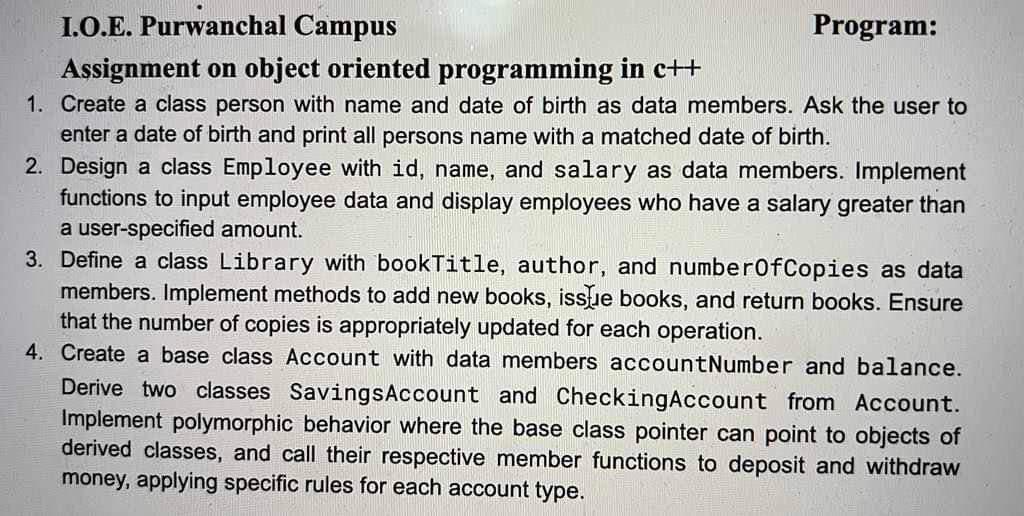 I.O.E. Purwanchal Campus Program:
Assignment on object oriented programming in c++
1. Create a class person with name and date of birth as data members. Ask the user to
enter a date of birth and print all persons name with a matched date of birth.
2. Design a class Employee with id, name, and salary as data members. Implement
functions to input employee data and display employees who have a salary greater than
a user-specified amount.
3. Define a class Library with bookTitle, author, and numberOfCopies as data
members. Implement methods to add new books, issue books, and return books. Ensure
that the number of copies is appropriately updated for each operation.
4. Create a base class Account with data members accountNumber and balance.
Derive two classes SavingsAccount and CheckingAccount from Account.
Implement polymorphic behavior where the base class pointer can point to objects of
derived classes, and call their respective member functions to deposit and withdraw
money, applying specific rules for each account type.